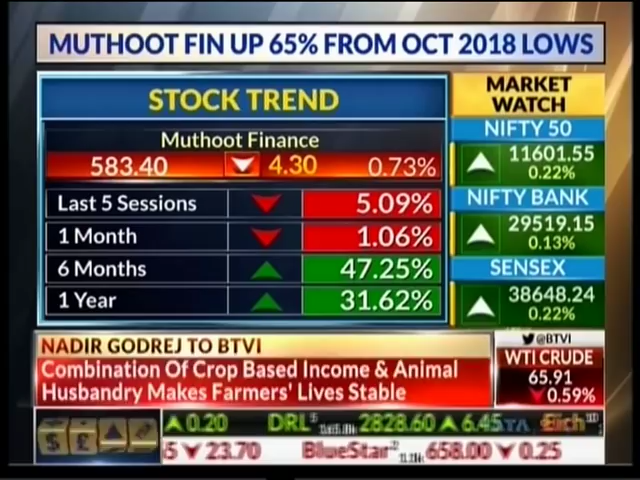 MUTHOOT FIN UP 65% FROM OCT 2018 LOWS
STOCK TREND
Muthoot Finance
583.40 4.30 0.73%
Last 5 Sessions 5.09%
1 Month 1.06%
6 Months 47.25%
1 Year 31.62%
MARKET
WATCH
NIFTY 50
11601.55
0.22%
NIFTY BANK
29519.15
0.13%
SENSEX
38648.24
0.22%
NADIR GODREJ TO BTVI
Combination Of Crop Based Income & Animal
Husbandry Makes Farmers' Lives Stable
@BTVI
WTI CRUDE
65.91
0.59%
0.20 DRL 2828.60 6.45
5 23.70 BlueStar 658.00 0.25